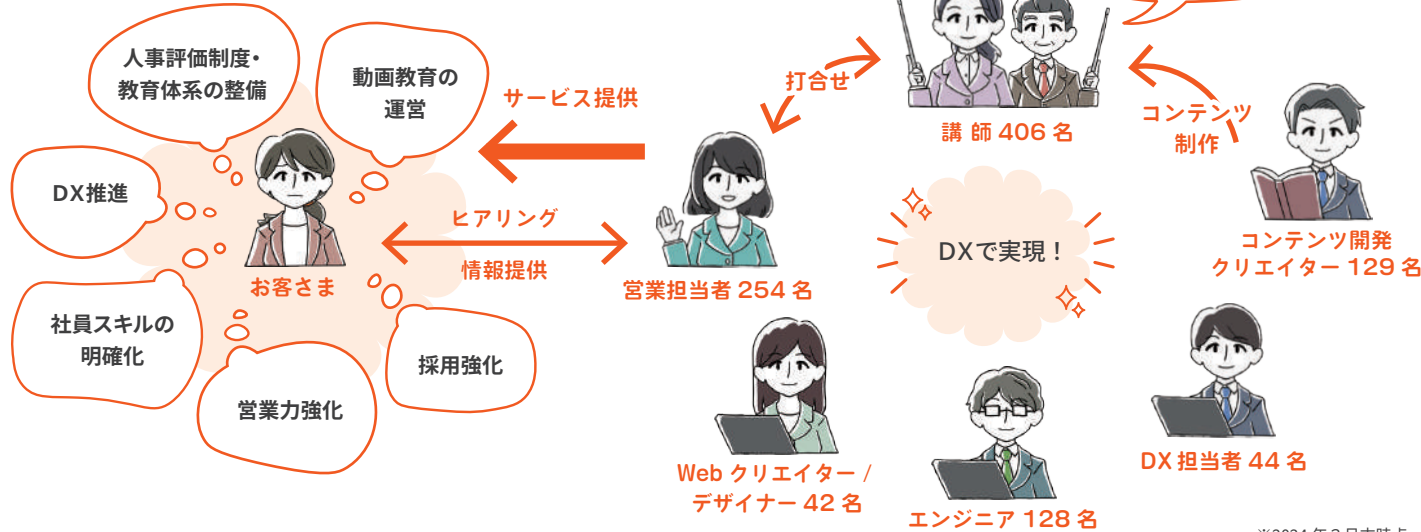 人事評価制度・
教育体系の整備
動画教育の
運営
サービス提供
打合せ
講 師 406 名
コンテンツ
制作
DX推進
ヒアリング
情報提供
お客さま
営業担当者 254 名
DXで実現！
コンテンツ開発
クリエイター 129 名
社員スキルの
明確化
営業力強化
採用強化
Web クリエイター /
デザイナー 42 名
エンジニア 128 名
DX 担当者 44 名